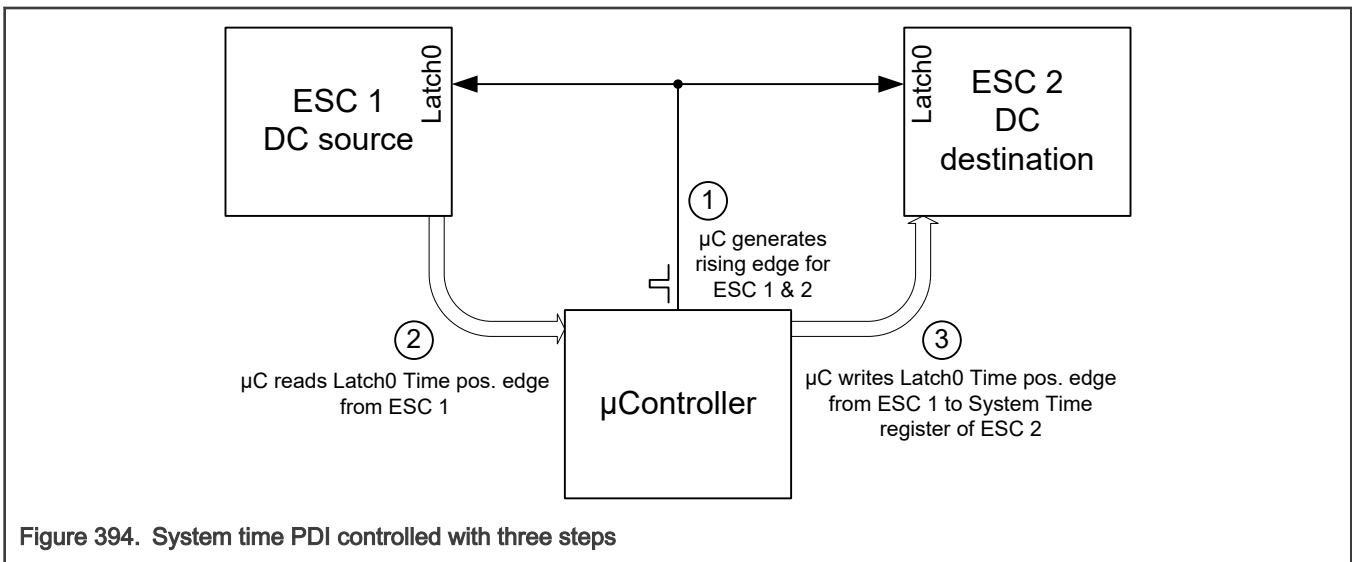 ESC 1
DC source
Latch0
Latch0
ESC 2
DC
destination
1
µC generates
rising edge for
ESC 1 & 2
2
µC reads Latch0 Time pos. edge
from ESC 1
µController
3
µC writes Latch0 Time pos. edge
from ESC 1 to System Time
register of ESC 2
Figure 394. System time PDI controlled with three steps